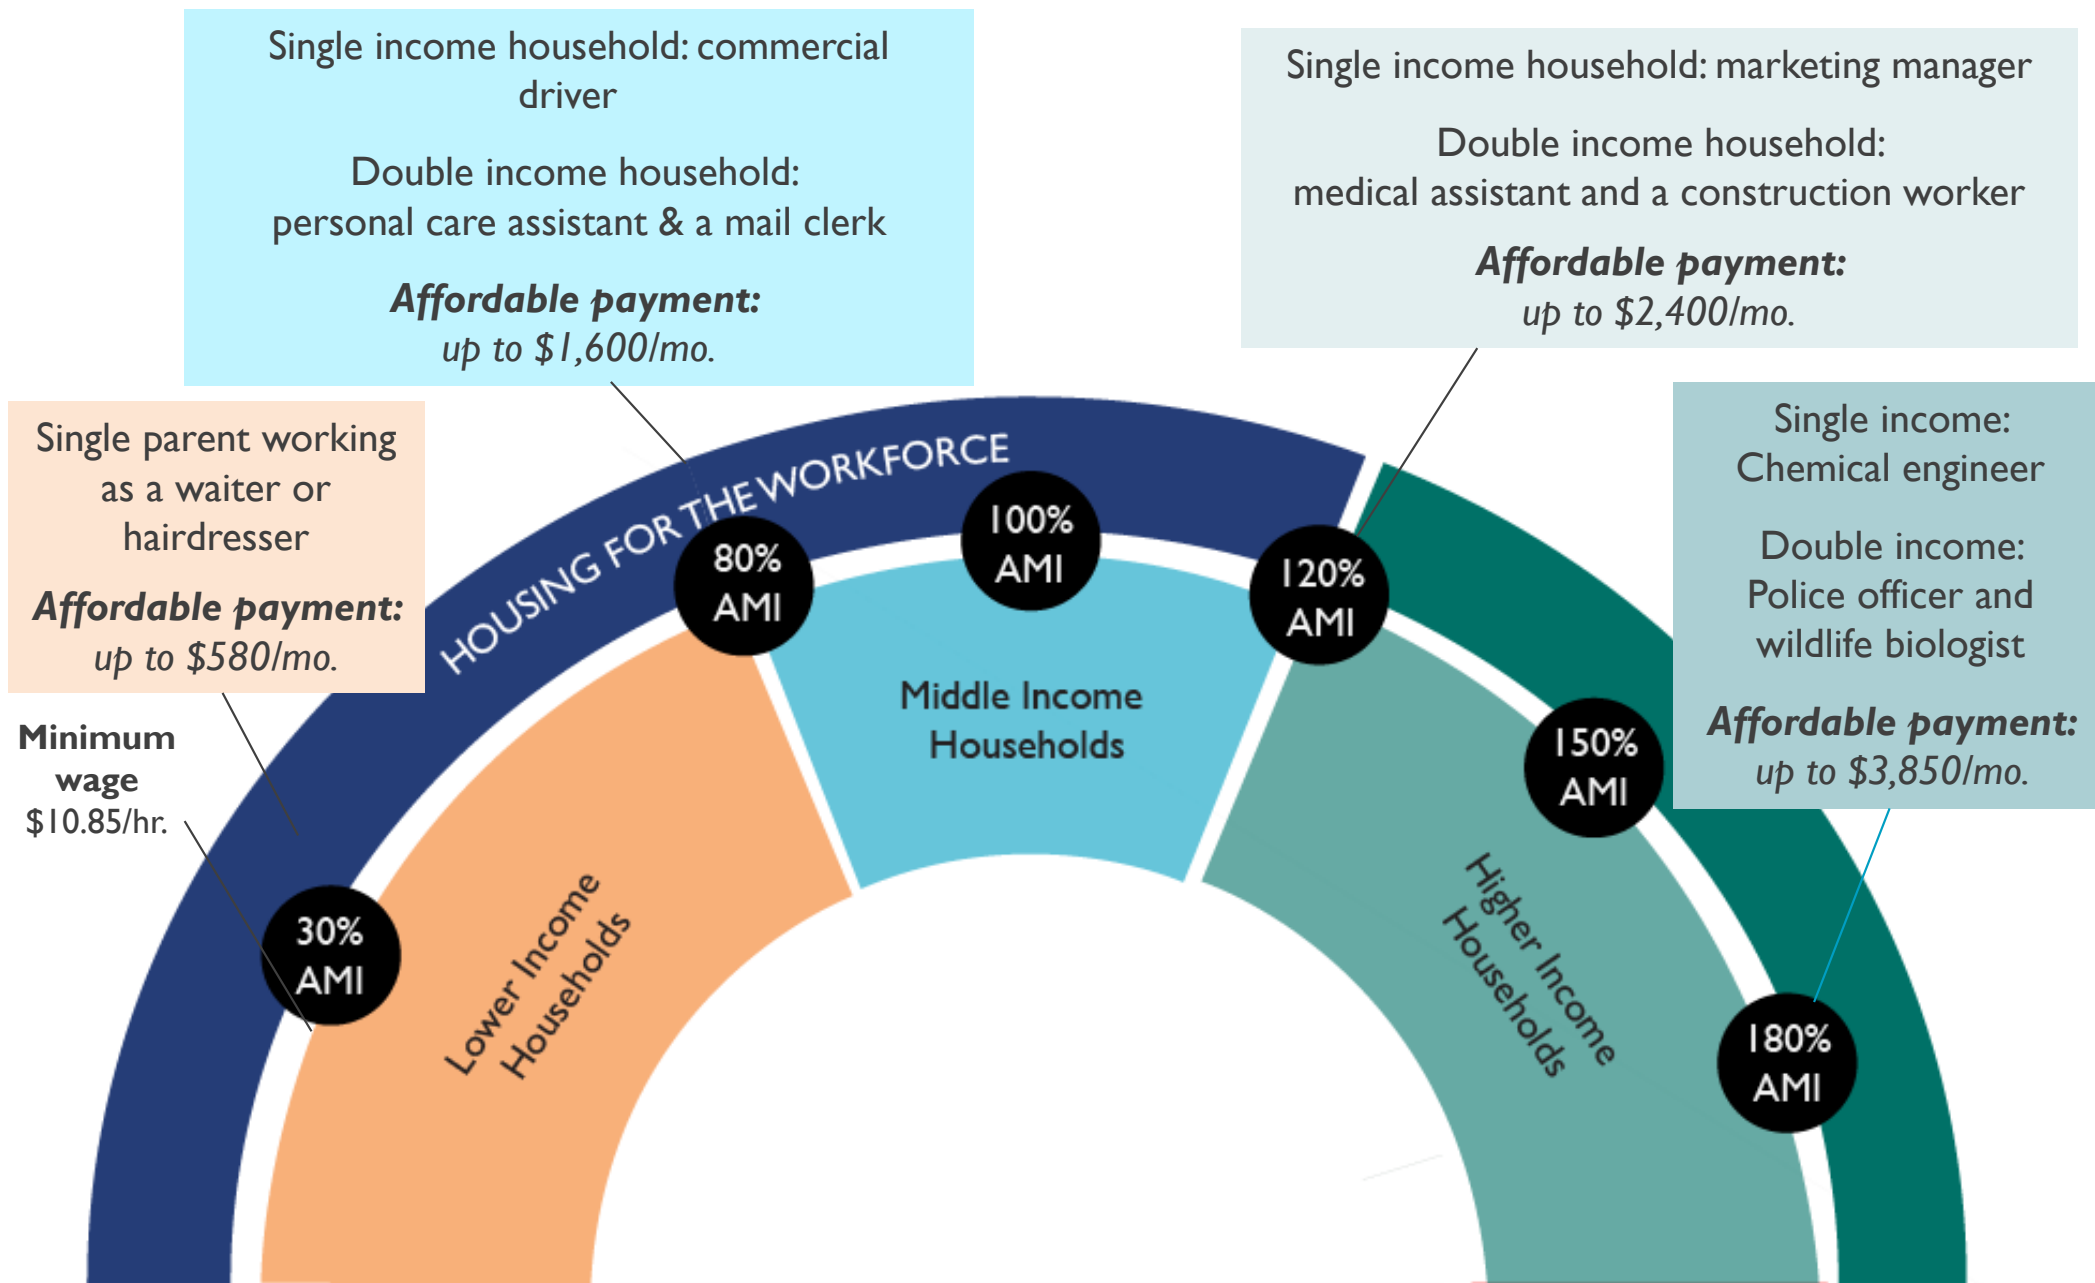 Single income household: commercial
driver
Double income household:
personal care assistant & a mail clerk
Affordable payment:
up to $1,600/mo.
Single income household: marketing manager
Double income household:
medical assistant and a construction worker
Affordable payment:
up to $2,400/mo.
Single parent working
as a waiter or
hairdresser
Affordable payment:
up to $580/mo.
Single income:
Chemical engineer
Double income:
Police officer and
wildlife biologist
Affordable payment:
up to $3,850/mo.
Minimum
wage
$10.85/hr.
HOUSING FOR THE WORKFORCE
30%
AMI
80%
AMI
100%
AMI
120%
AMI
150%
AMI
180%
AMI
Lower Income
Households
Middle Income
Households
Higher Income
Households